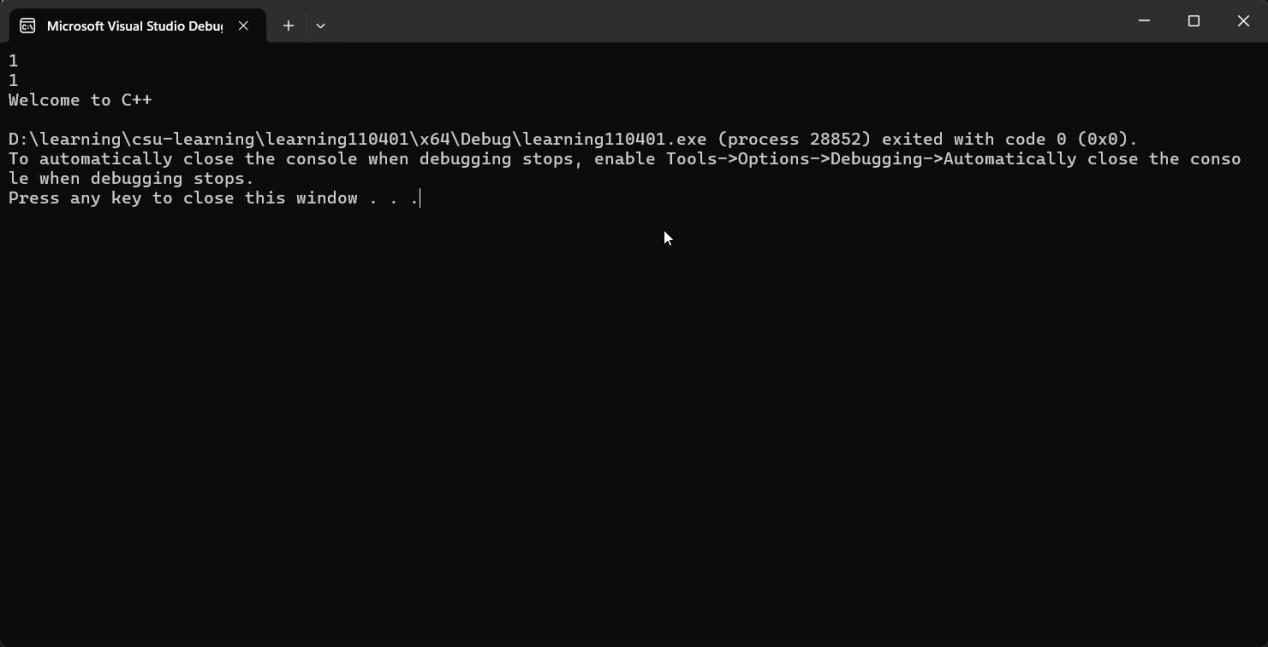 Microsoft Visual Studio Debu
1
1
Welcome to C++
D:\learning\csu-learning\learning110401\x64\Debug\learning110401.exe (process 28852) exited with code 0 (0x0).
To automatically close the console when debugging stops, enable Tools->Options->Debugging->Automatically close the conso
le when debugging stops.
Press any key to close this window . . .